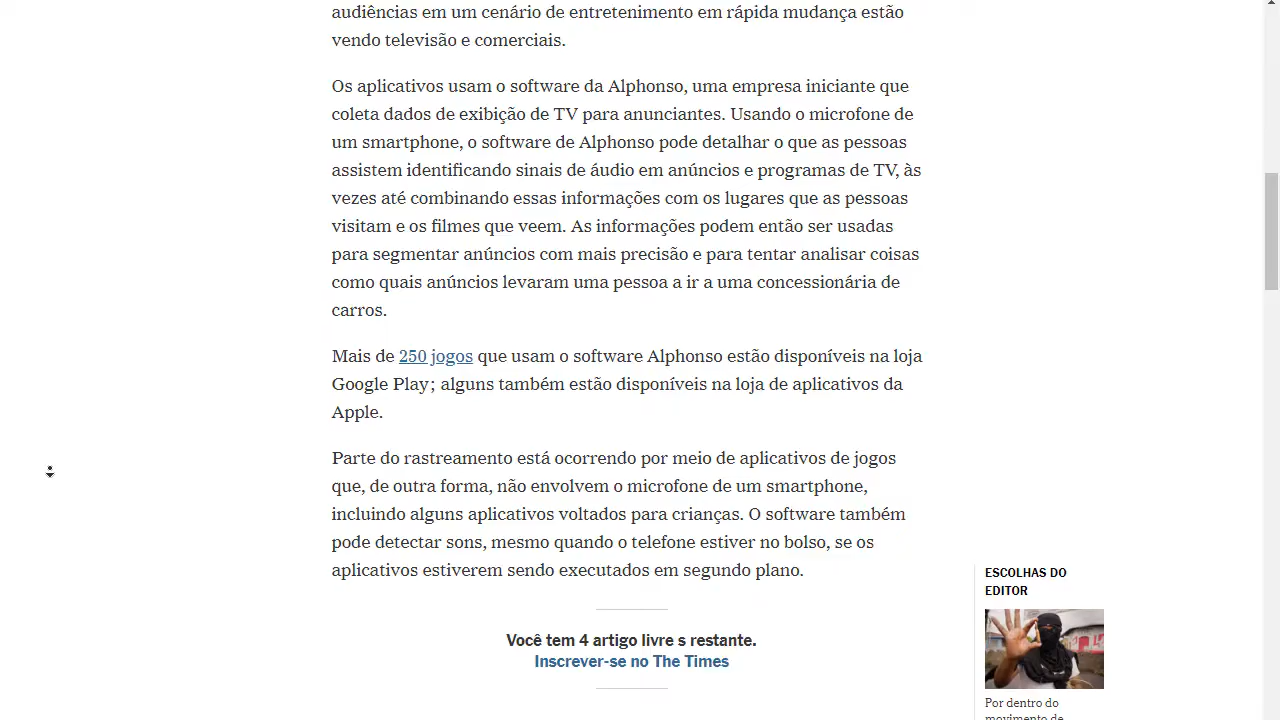 audiências em um cenário de entretenimento em rápida mudança estão
vendo televisão e comerciais.
Os aplicativos usam o software da Alphonso, uma empresa iniciante que
coleta dados de exibição de TV para anunciantes. Usando o microfone de
um smartphone, o software de Alphonso pode detalhar o que as pessoas
assistem identificando sinais de áudio em anúncios e programas de TV, às
vezes até combinando essas informações com os lugares que as pessoas
visitam e os filmes que veem. As informações podem então ser usadas
para segmentar anúncios com mais precisão e para tentar analisar coisas
como quais anúncios levaram uma pessoa a ir a uma concessionária de
carros.
Mais de 250 jogos que usam o software Alphonso estão disponíveis na loja
Google Play; alguns também estão disponíveis na loja de aplicativos da
Apple.
Parte do rastreamento está ocorrendo por meio de aplicativos de jogos
que, de outra forma, não envolvem o microfone de um smartphone,
incluindo alguns aplicativos voltados para crianças. O software também
pode detectar sons, mesmo quando o telefone estiver no bolso, se os
aplicativos estiverem sendo executados em segundo plano.
Você tem 4 artigo livre s restante.
Inscrever-se no The Times
ESCOLHAS DO
EDITOR
Por dentro do
movimento de